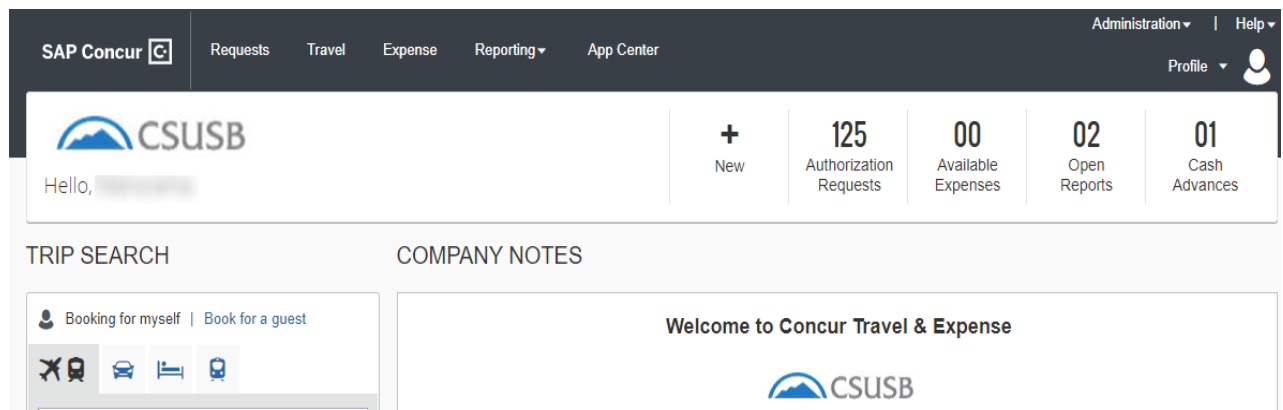 Administration | Help
SAP Concur C Requests Travel Expense Reporting App Center
Profile
CSUSB
Hello,
+
New
125
Authorization
Requests
00
Available
Expenses
02
Open
Reports
01
Cash
Advances
TRIP SEARCH
COMPANY NOTES
Booking for myself | Book for a guest
Welcome to Concur Travel & Expense
CSUSB